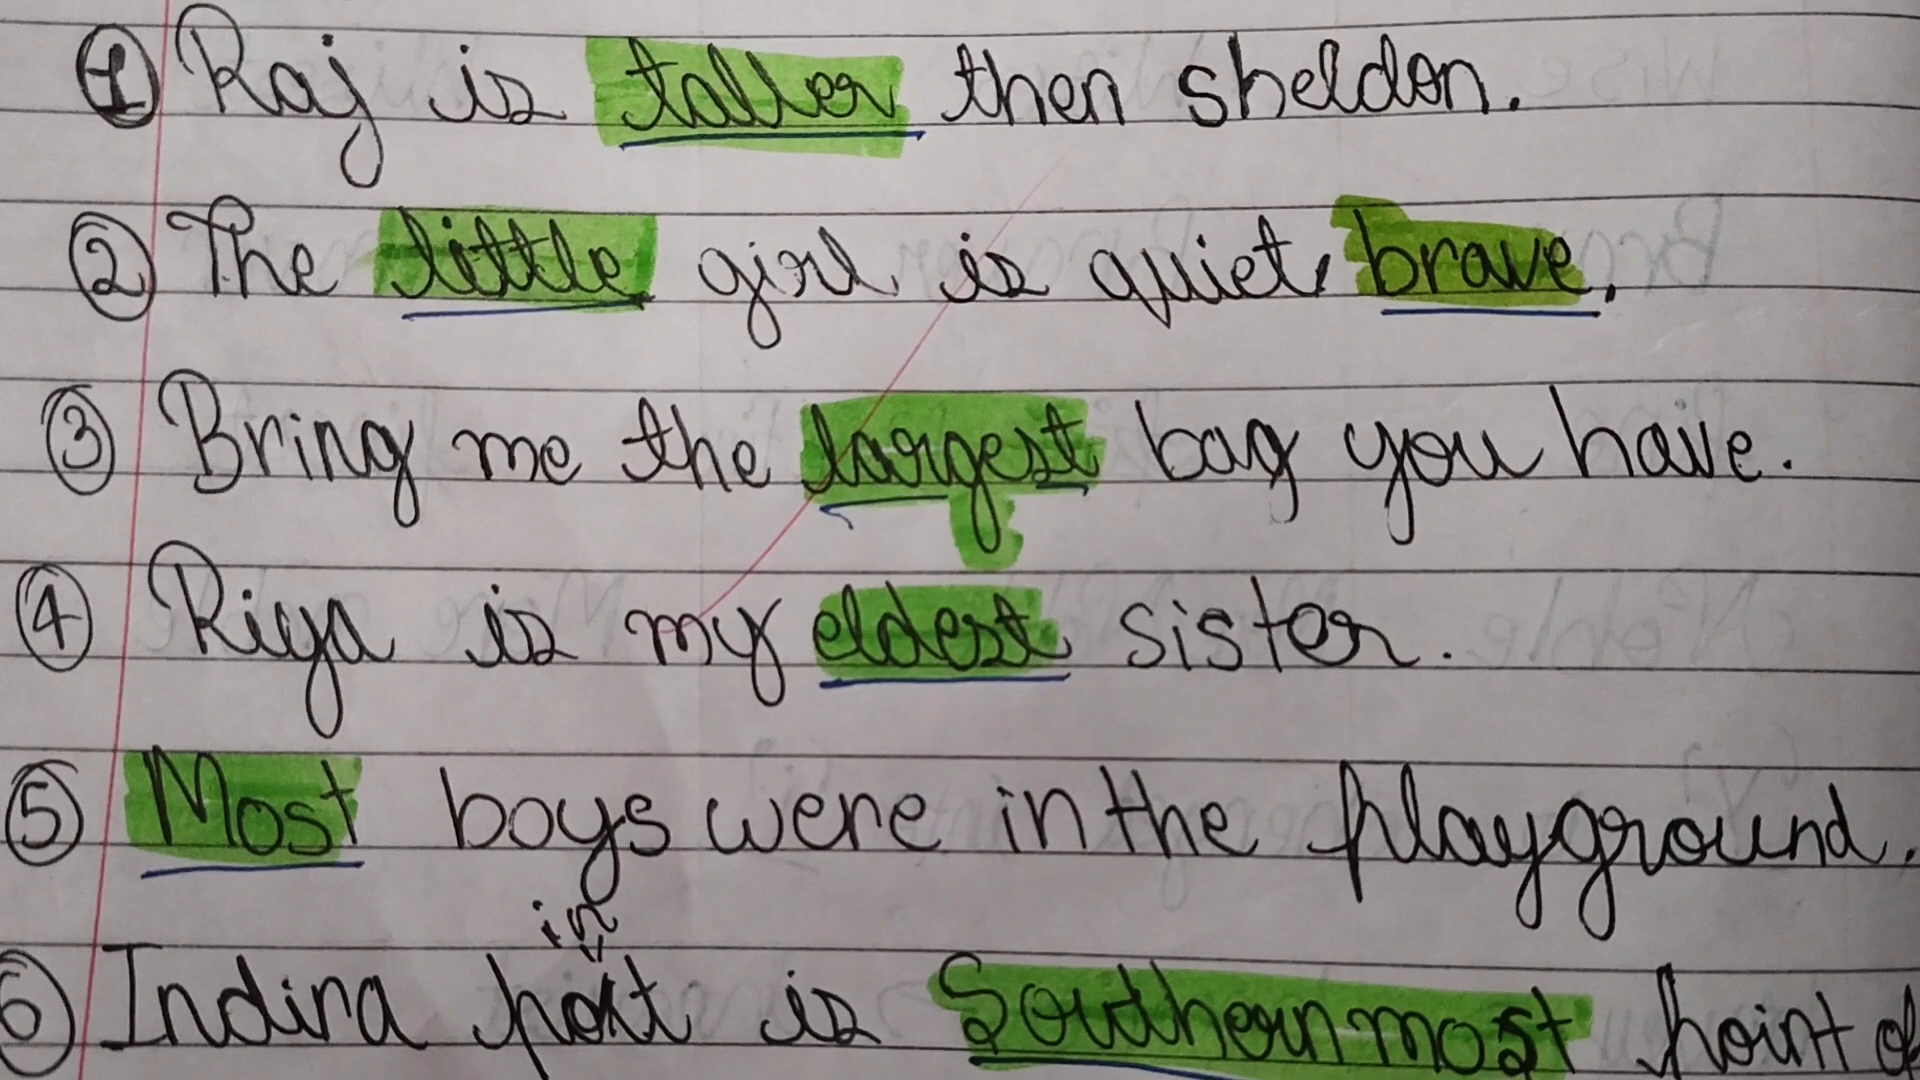 1 Raj is taller then sheldon.
2 The little girl is quiet brave.
3 Bring me the largest bag you have.
4 Riya is my eldest sister.
5 Most boys were in the playground.
in
6 Indira is Southernmost point of